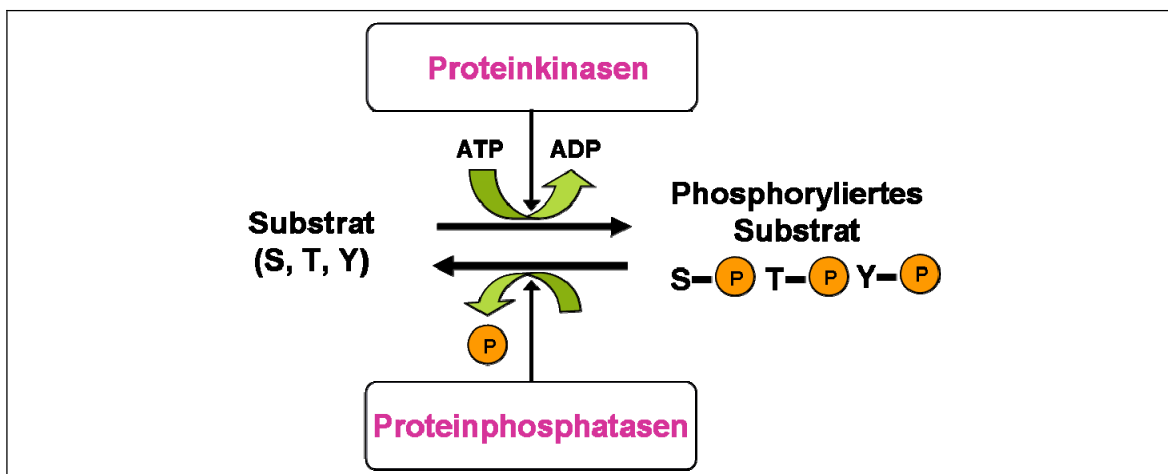 Proteinkinasen
ATP ADP
Substrat
(S, T, Y)
Phosphoryliertes
Substrat
S–P T–P Y–P
P
Proteinphosphatasen